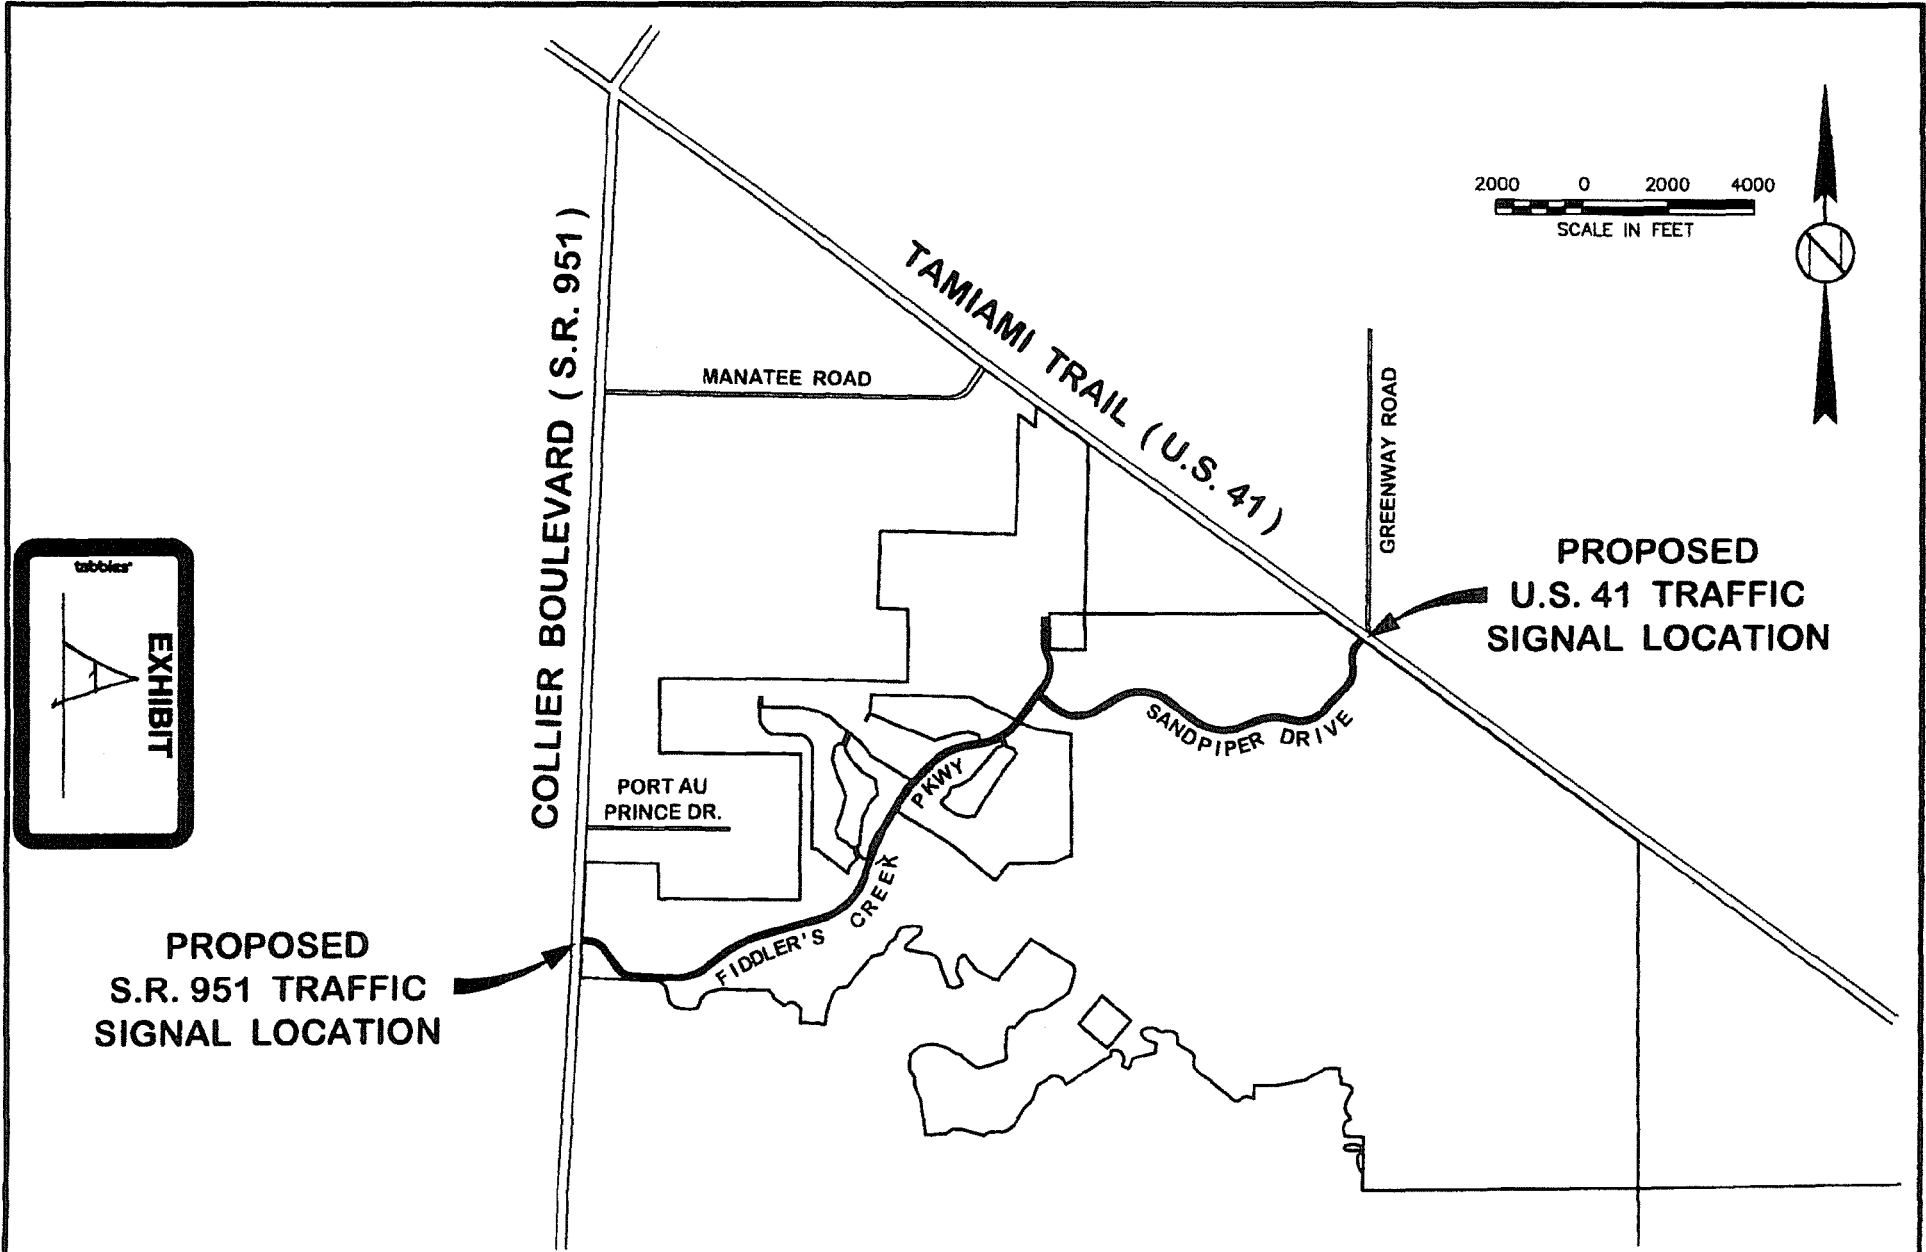 2000 0 2000 4000
SCALE IN FEET
TAMIAMI TRAIL (U.S. 41)
COLLIER BOULEVARD (S.R. 951)
MANATEE ROAD
GREENWAY ROAD
PROPOSED
U.S. 41 TRAFFIC
SIGNAL LOCATION
tabbies®
EXHIBIT
A
SANDPIPER DRIVE
PORT AU
PRINCE DR.
FIDDLER'S CREEK PKWY
PROPOSED
S.R. 951 TRAFFIC
SIGNAL LOCATION